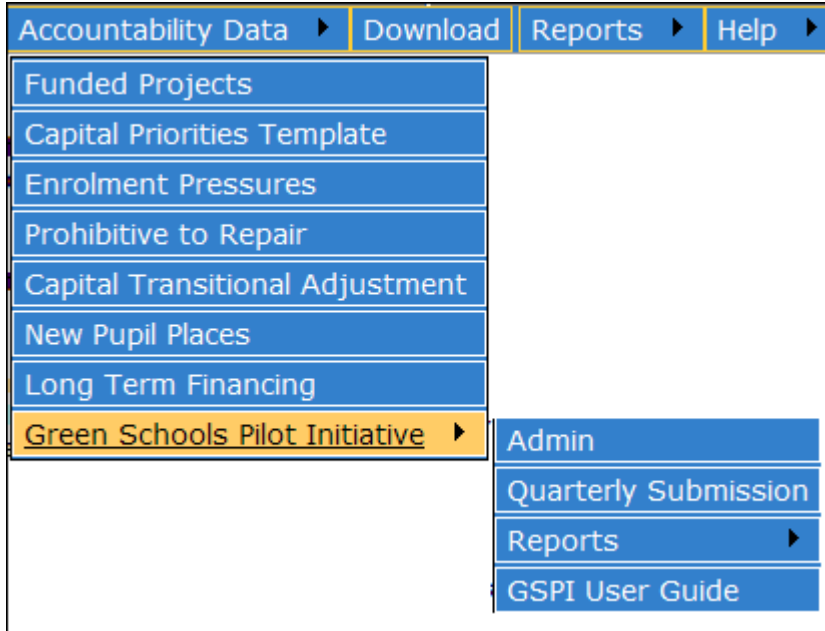 Accountability Data Download Reports Help
Funded Projects
Capital Priorities Template
Enrolment Pressures
Prohibitive to Repair
Capital Transitional Adjustment
New Pupil Places
Long Term Financing
Green Schools Pilot Initiative
Admin
Quarterly Submission
Reports
GSPI User Guide